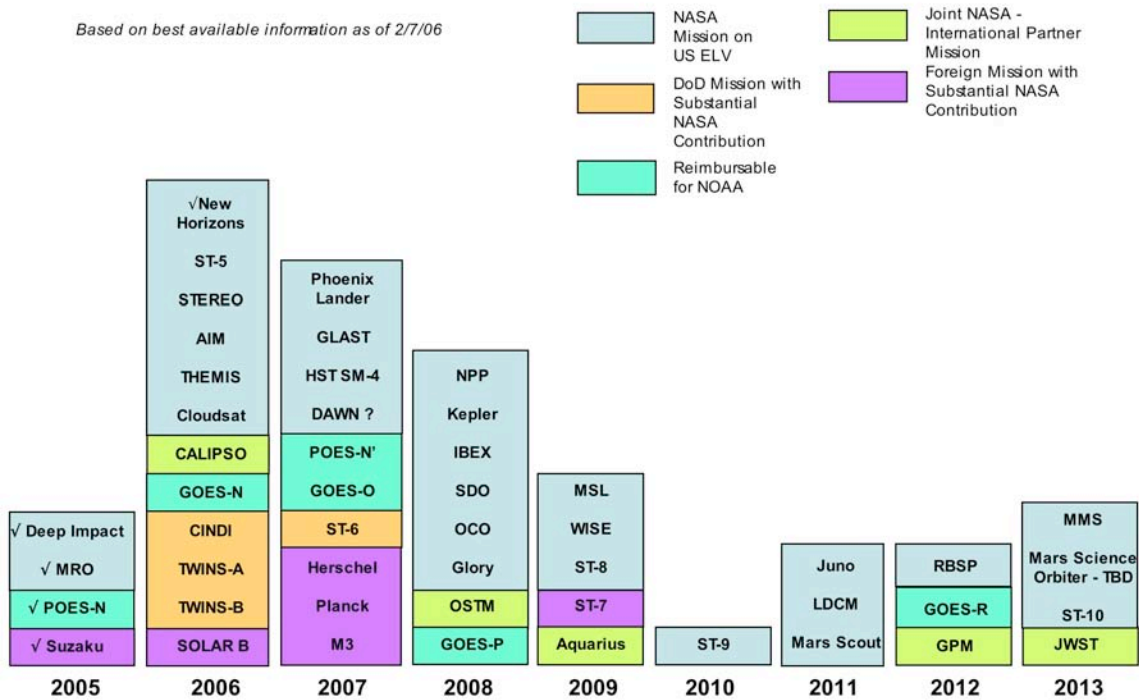 Based on best available information as of 2/7/06
NASA
Mission on
US ELV
DoD Mission with
Substantial
NASA
Contribution
Reimbursable
for NOAA
Joint NASA -
International Partner
Mission
Foreign Mission with
Substantial NASA
Contribution
√ Deep Impact
√ MRO
√ POES-N
√ Suzaku
2005
√New
Horizons
ST-5
STEREO
AIM
THEMIS
Cloudsat
CALIPSO
GOES-N
CINDI
TWINS-A
TWINS-B
SOLAR B
2006
Phoenix
Lander
GLAST
HST SM-4
DAWN ?
POES-N'
GOES-O
ST-6
Herschel
Planck
M3
2007
NPP
Kepler
IBEX
SDO
OCO
Glory
OSTM
GOES-P
2008
MSL
WISE
ST-8
ST-7
Aquarius
2009
ST-9
2010
Juno
LDCM
Mars Scout
2011
RBSP
GOES-R
GPM
2012
MMS
Mars Science
Orbiter - TBD
ST-10
JWST
2013